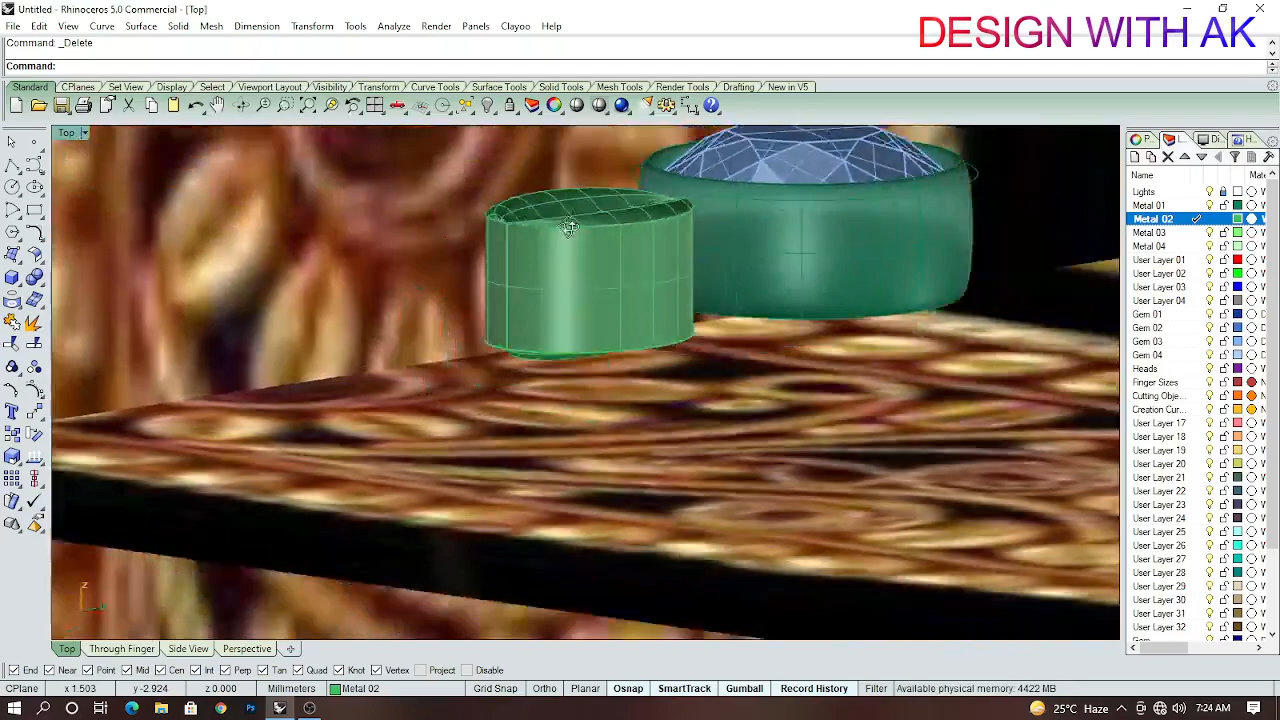 Untitled - Rhinoceros 5.0 Commercial - [Top]
DESIGN WITH AK
File Edit View Curve Surface Solid Mesh Dimension Transform Tools Analyze Render Panels Clayoo Help
Command: _Delete
Command:
Standard CPlanes Set View Display Select Viewport Layout Visibility Transform Curve Tools Surface Tools Solid Tools Mesh Tools Render Tools Drafting New in V5
Top
P... L... Di... H...
Name Mate
Lights
Metal 01
Metal 02
Metal 03
Metal 04
User Layer 01
User Layer 02
User Layer 03
User Layer 04
Gem 01
Gem 02
Gem 03
Gem 04
Heads
Finger Sizes
Cutting Obje...
Creation Cur...
User Layer 17
User Layer 18
User Layer 19
User Layer 20
User Layer 21
User Layer 22
User Layer 23
User Layer 24
User Layer 25
User Layer 26
User Layer 27
User Layer 28
User Layer 29
User Layer 30
User Layer 31
User Layer 32
z
Top Through Finger Side View Perspective
End Near Point Mid Cen Int Perp Tan Quad Knot Vertex Project Disable
CPlane x 1.503 y -2.924 z 0.000 Millimeters Metal 02 Grid Snap Ortho Planar Osnap SmartTrack Gumball Record History Filter Available physical memory: 4422 MB
25°C Haze 7:24 AM